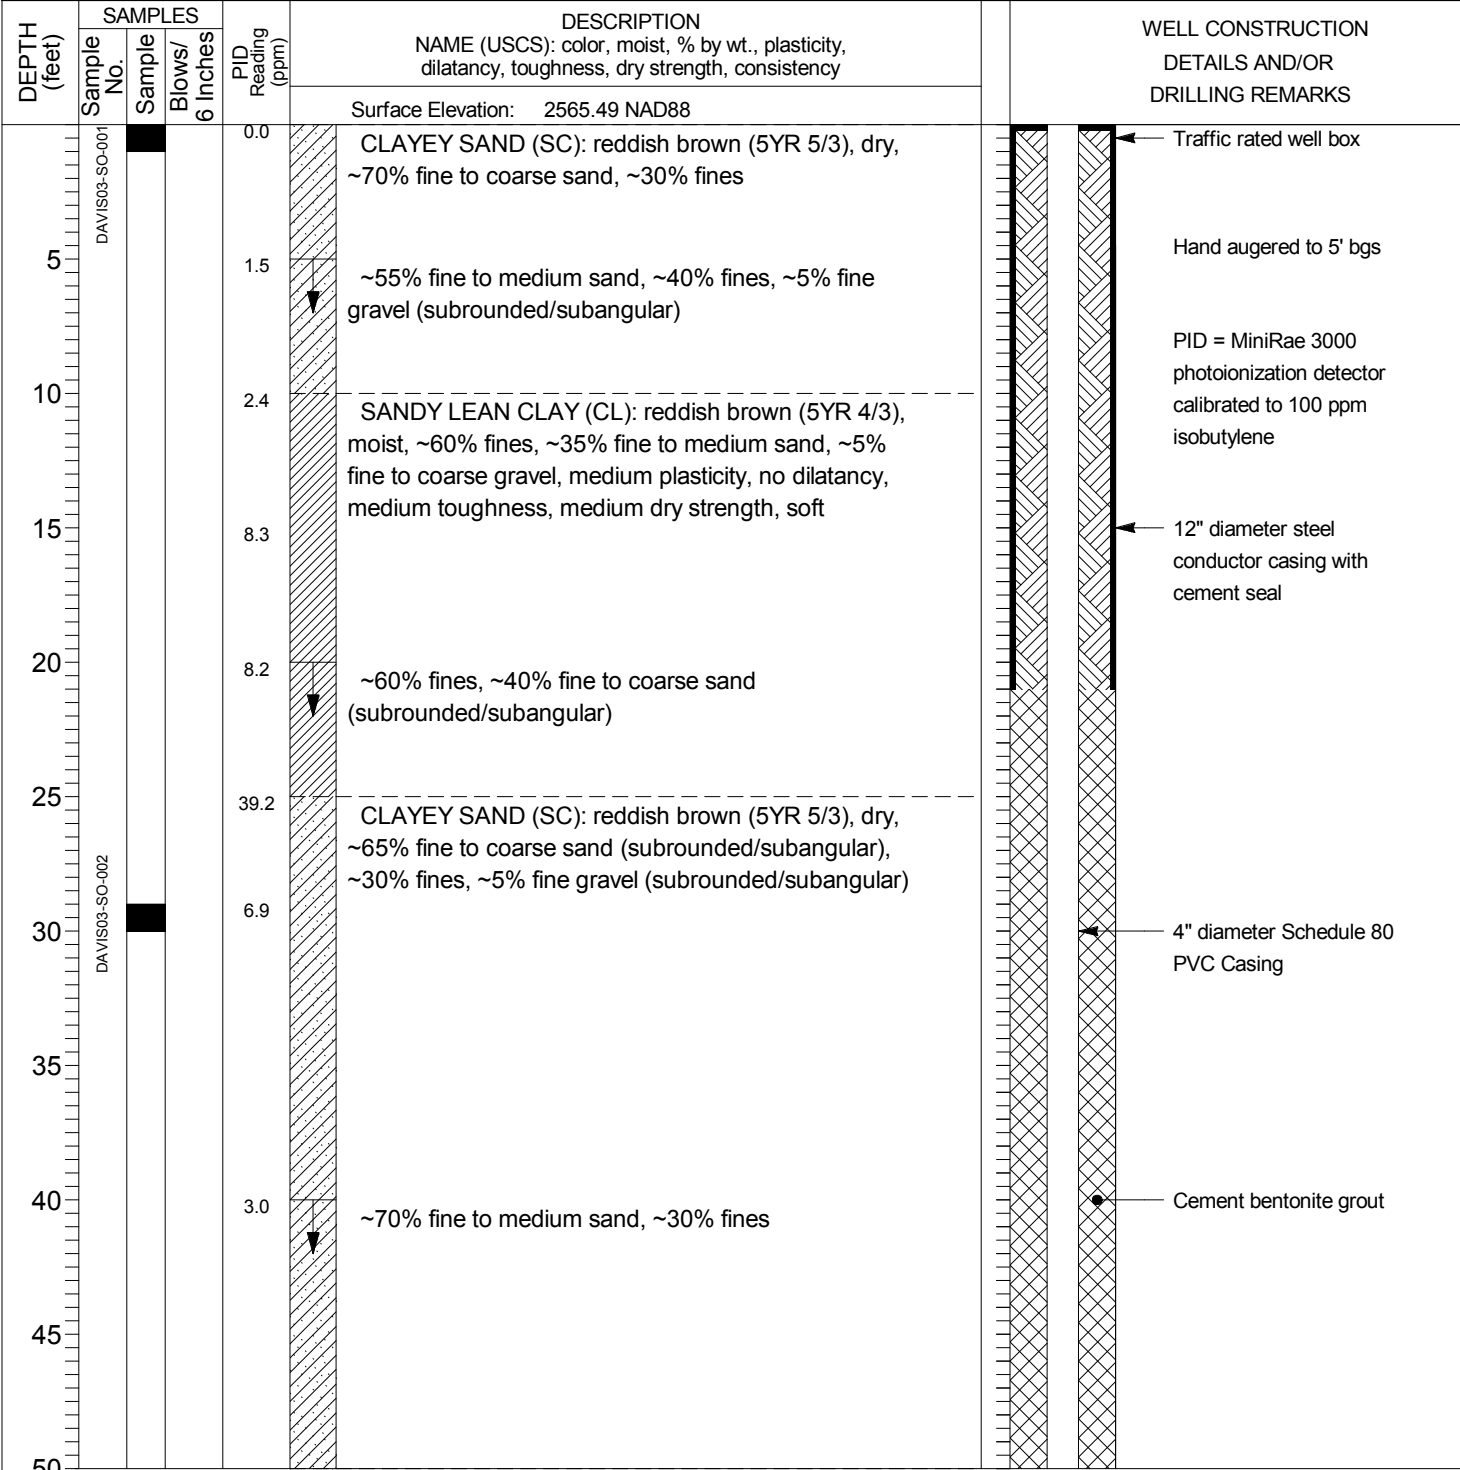 DEPTH
(feet)
SAMPLES
Sample
No.
Sample
Blows/
6 Inches
PID
Reading
(ppm)
DESCRIPTION
NAME (USCS): color, moist, % by wt., plasticity,
dilatancy, toughness, dry strength, consistency
Surface Elevation: 2565.49 NAD88
WELL CONSTRUCTION
DETAILS AND/OR
DRILLING REMARKS
DAVIS03-SO-001
0.0
CLAYEY SAND (SC): reddish brown (5YR 5/3), dry,
~70% fine to coarse sand, ~30% fines
Traffic rated well box
5
1.5
~55% fine to medium sand, ~40% fines, ~5% fine
gravel (subrounded/subangular)
Hand augered to 5' bgs
PID = MiniRae 3000
photoionization detector
calibrated to 100 ppm
isobutylene
10
2.4
SANDY LEAN CLAY (CL): reddish brown (5YR 4/3),
moist, ~60% fines, ~35% fine to medium sand, ~5%
fine to coarse gravel, medium plasticity, no dilatancy,
medium toughness, medium dry strength, soft
15
8.3
12" diameter steel
conductor casing with
cement seal
20
8.2
~60% fines, ~40% fine to coarse sand
(subrounded/subangular)
25
39.2
CLAYEY SAND (SC): reddish brown (5YR 5/3), dry,
~65% fine to coarse sand (subrounded/subangular),
~30% fines, ~5% fine gravel (subrounded/subangular)
DAVIS03-SO-002
30
6.9
4" diameter Schedule 80
PVC Casing
35
40
3.0
~70% fine to medium sand, ~30% fines
Cement bentonite grout
45
50